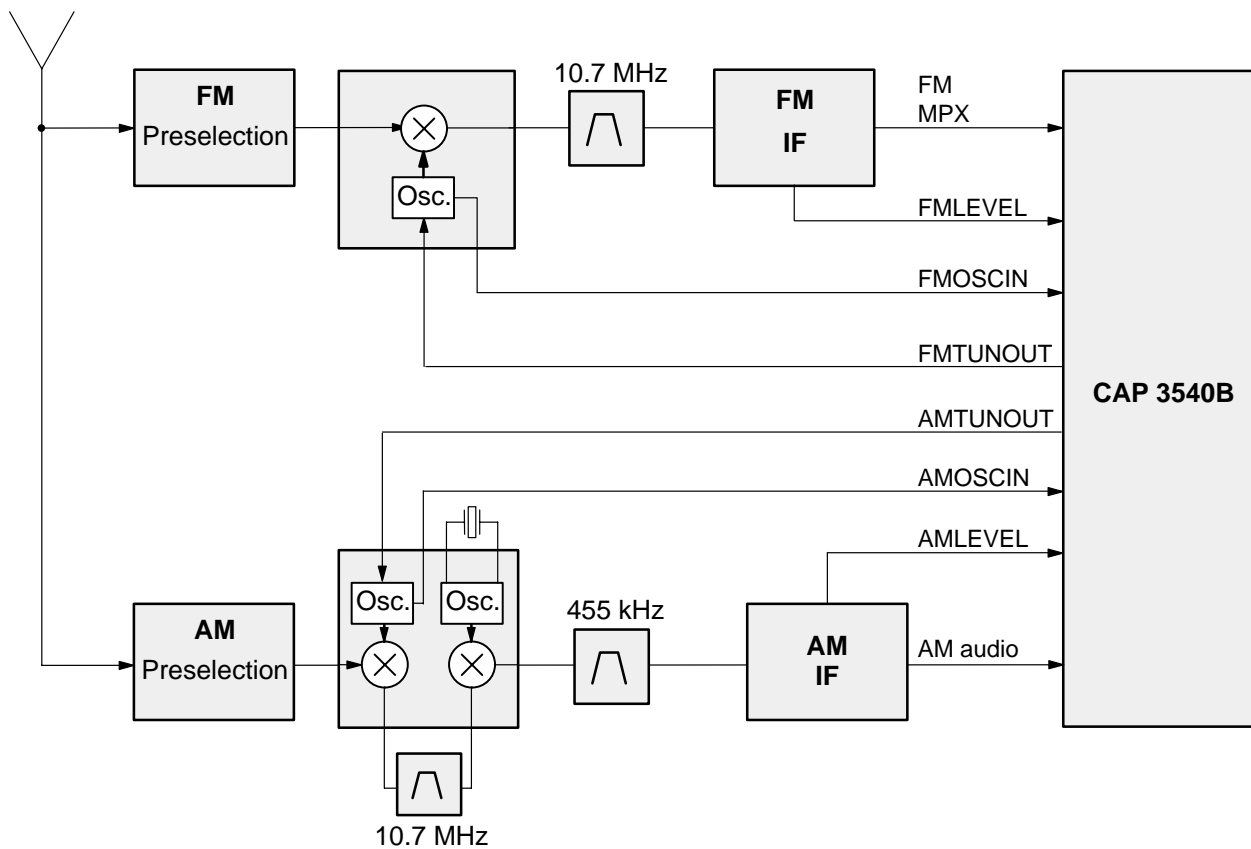 10.7 MHz
FM
Preselection
Osc.
FM
IF
FM
MPX
FMLEVEL
FMOSCIN
FMTUNOUT
CAP 3540B
AMTUNOUT
AMOSCIN
AMLEVEL
AM
Preselection
Osc.
Osc.
455 kHz
AM
IF
AM audio
10.7 MHz